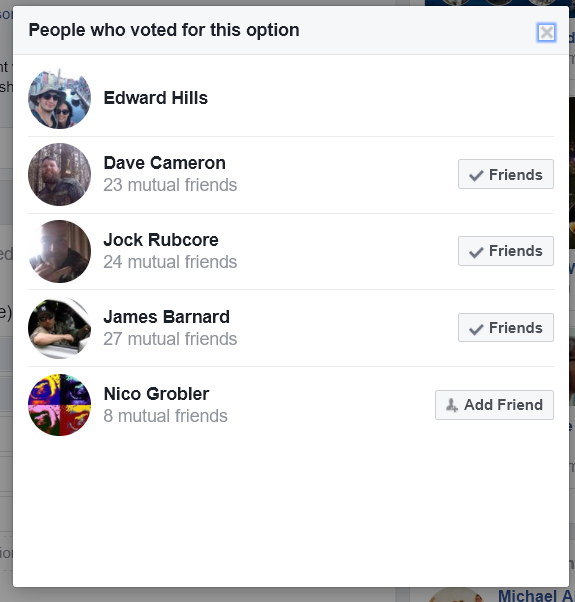 People who voted for this option
Edward Hills
Dave Cameron
23 mutual friends
Friends
Jock Rubcore
24 mutual friends
Friends
James Barnard
27 mutual friends
Friends
Nico Grobler
8 mutual friends
Add Friend
Michael A